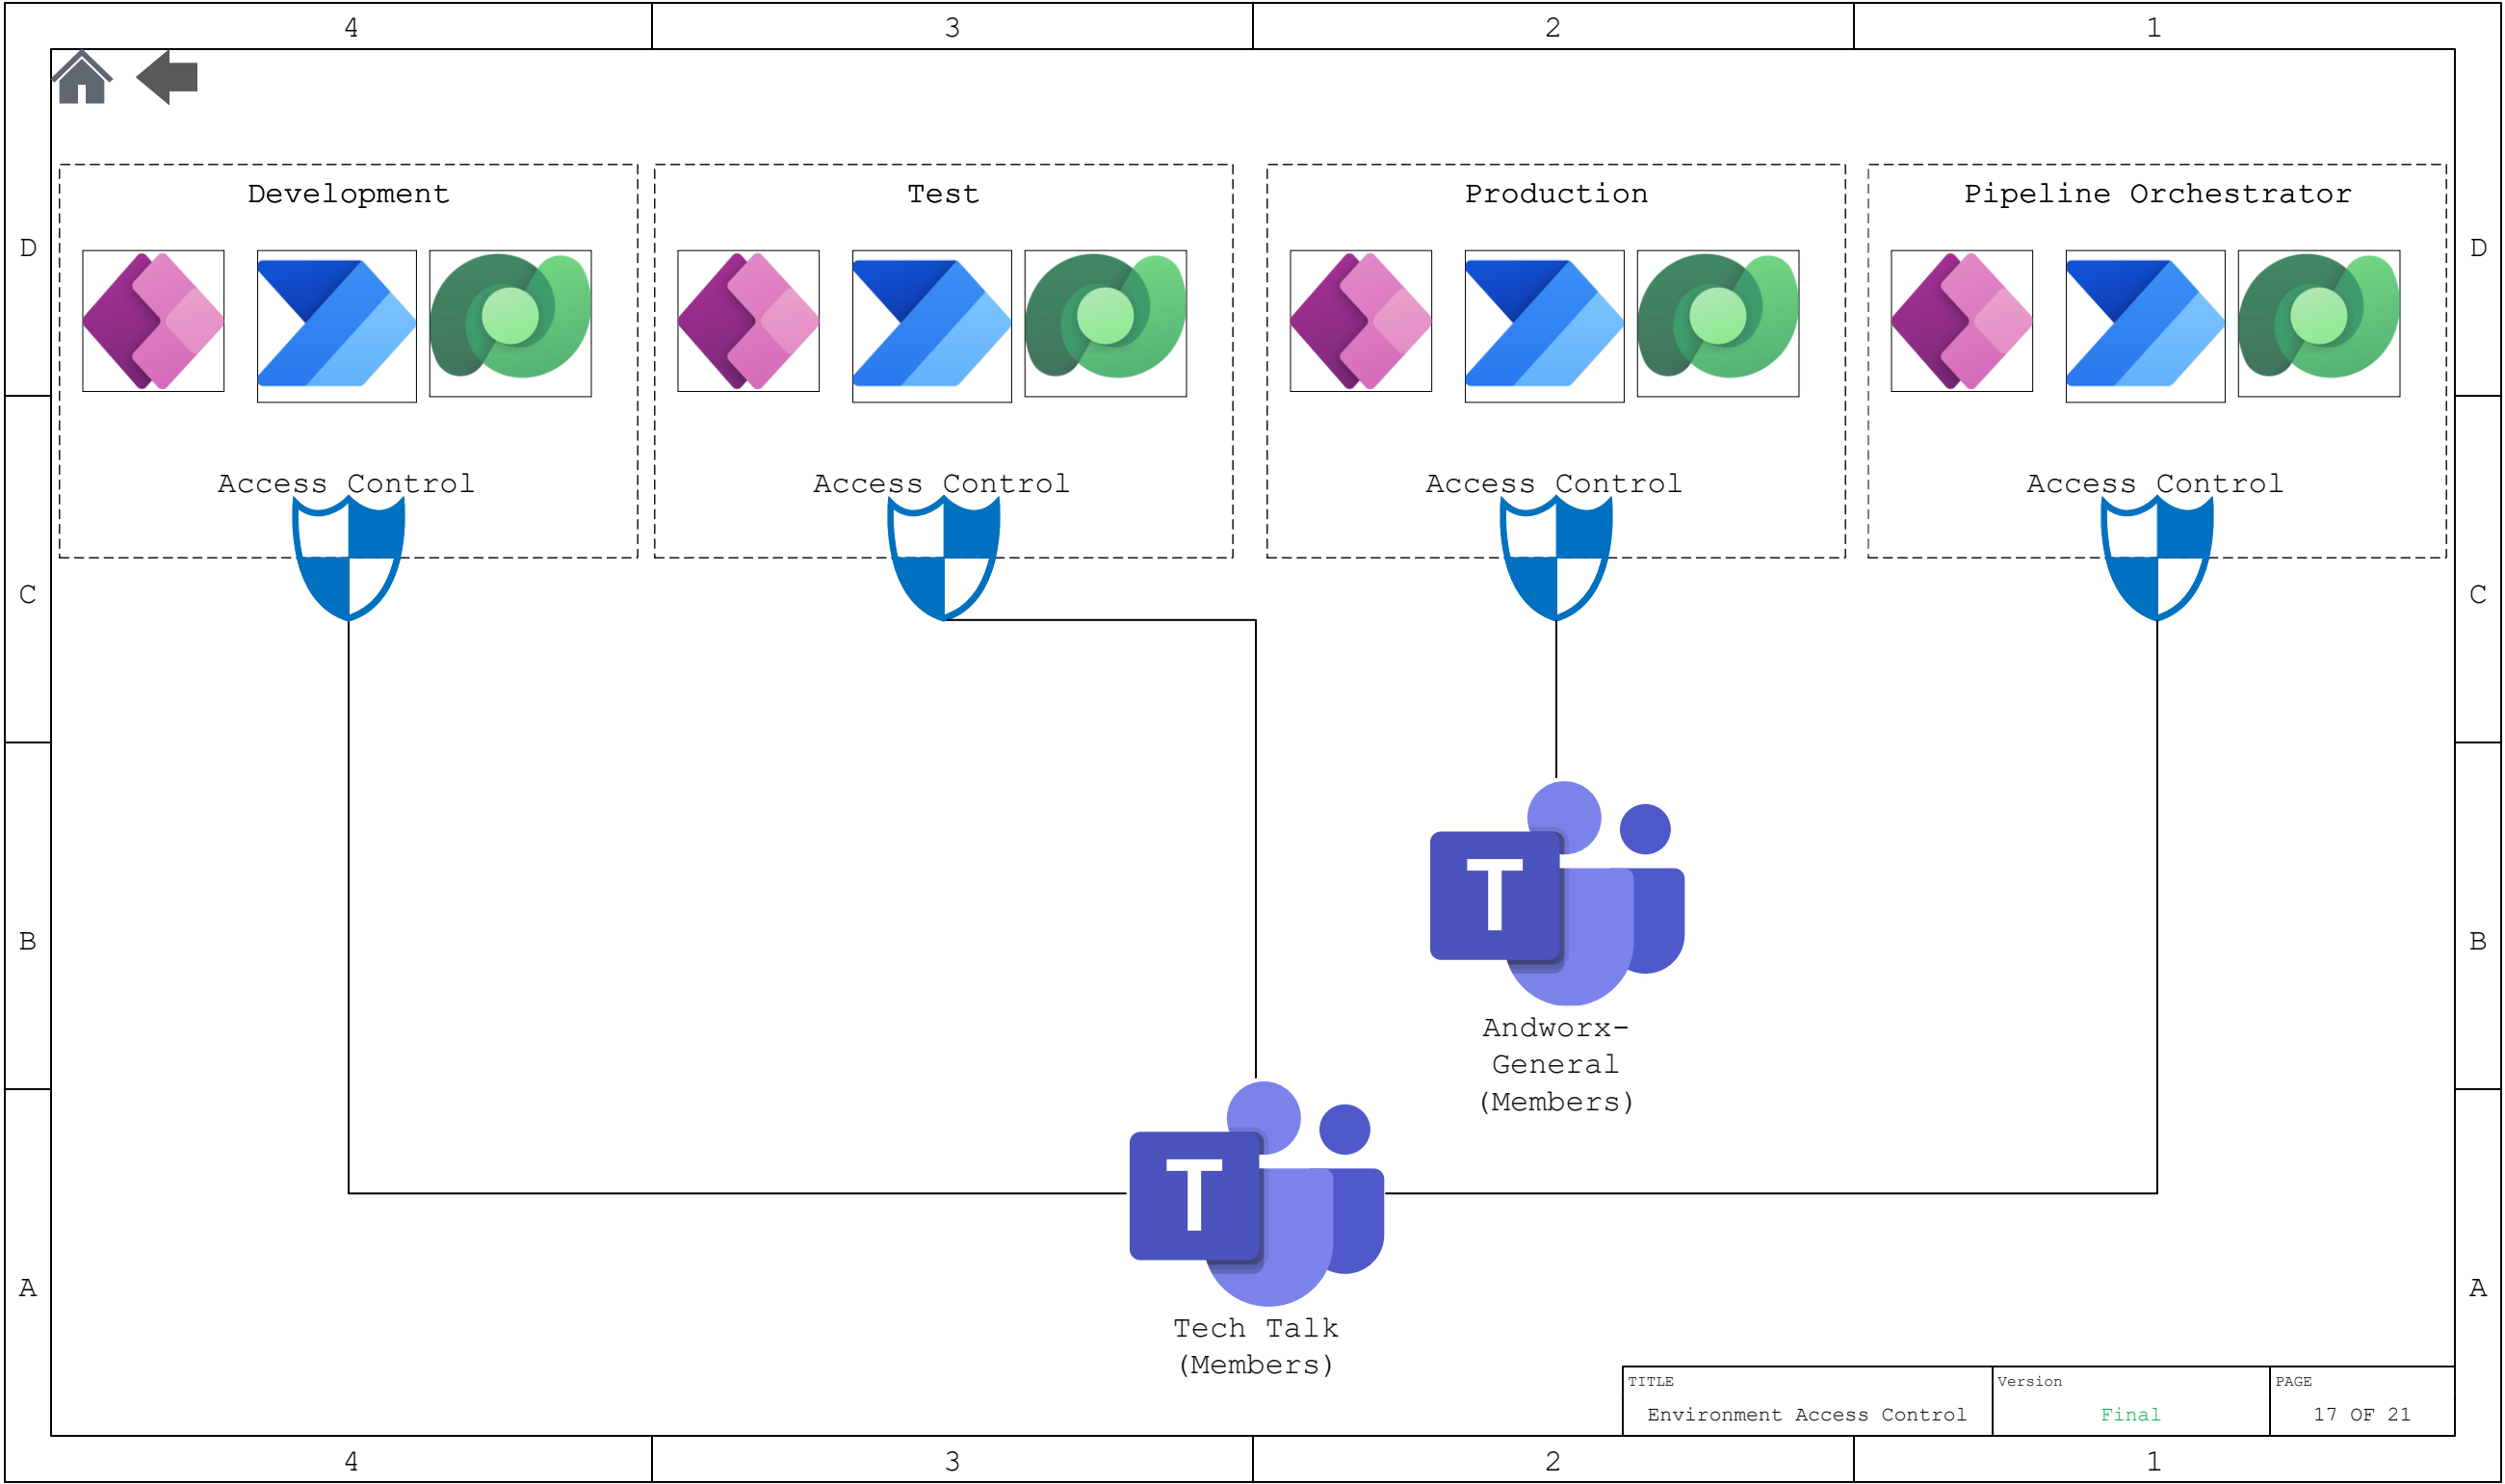 4 3 2 1
Development Test Production Pipeline Orchestrator
D D
Access Control Access Control Access Control Access Control
C C
T
B B
Andworx-
General
(Members)
T
A A
Tech Talk
(Members)
TITLE Version PAGE
Environment Access Control Final 17 OF 21
4 3 2 1